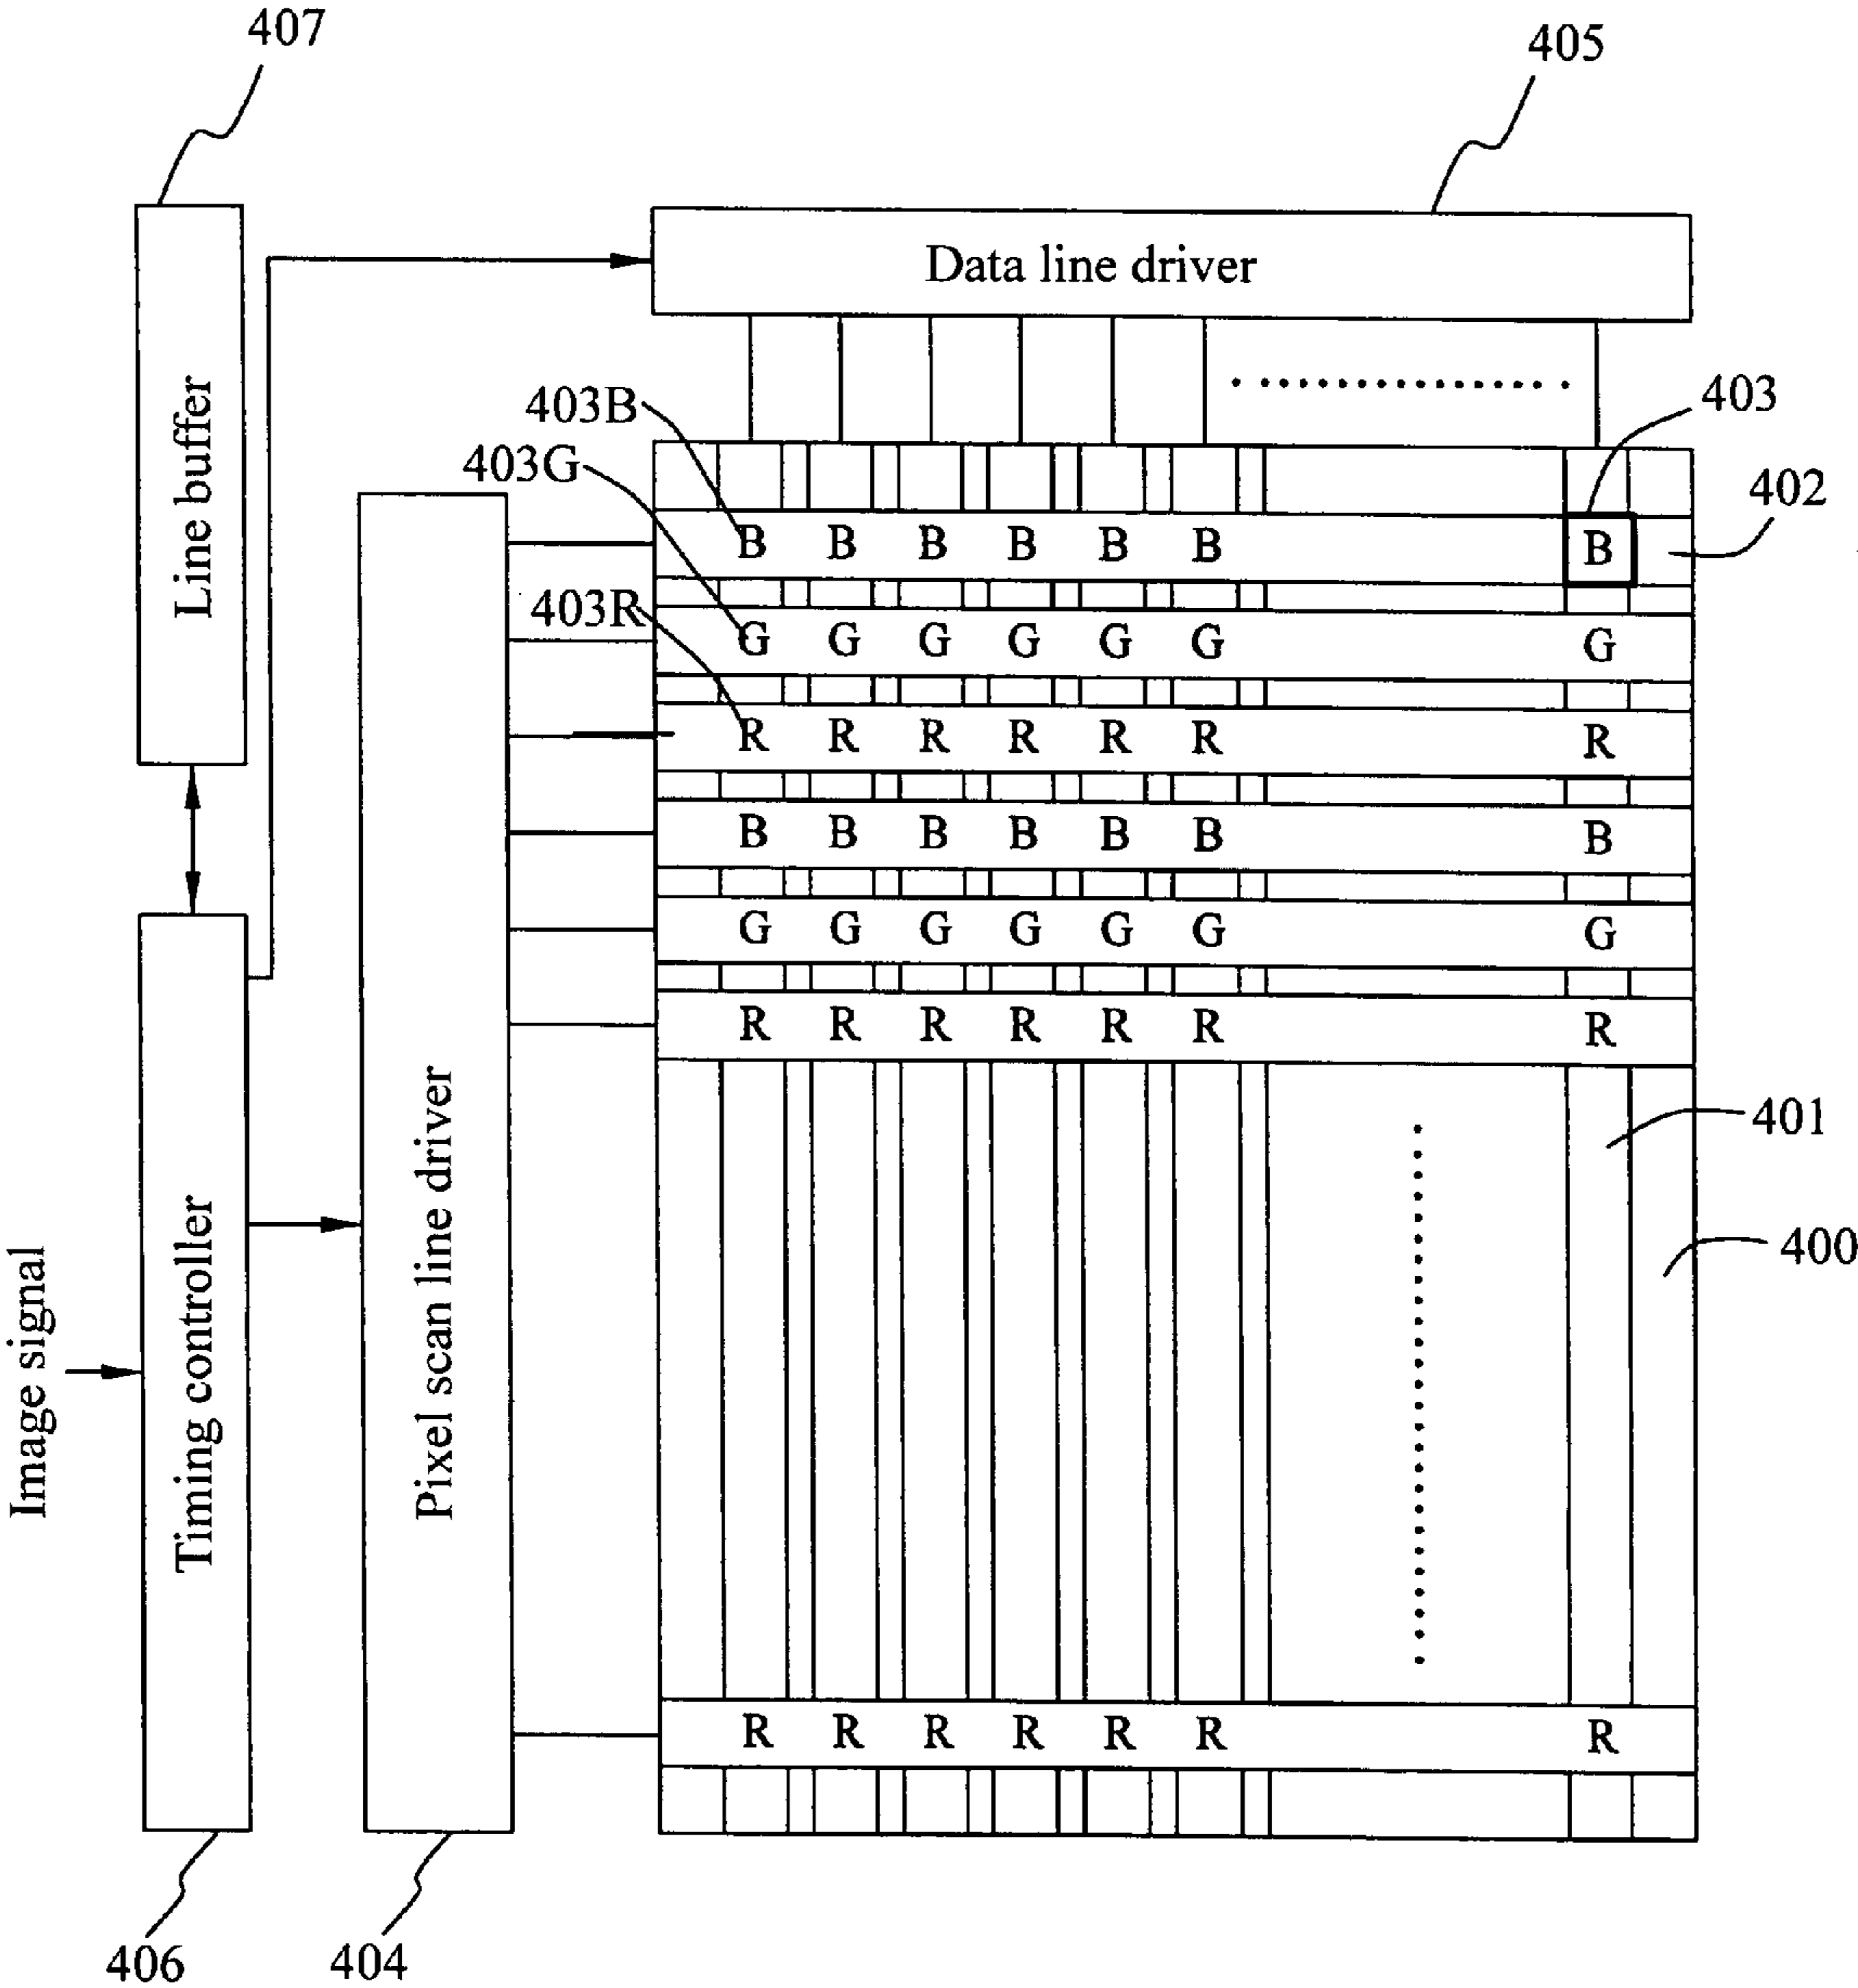 407
405
Data line driver
Line buffer
403B
403
403G
402
B B B B B B B
403R
G G G G G G G
R R R R R R R
B B B B B B B
G G G G G G G
R R R R R R R
Pixel scan line driver
401
Timing controller
400
Image signal
R R R R R R R
406
404